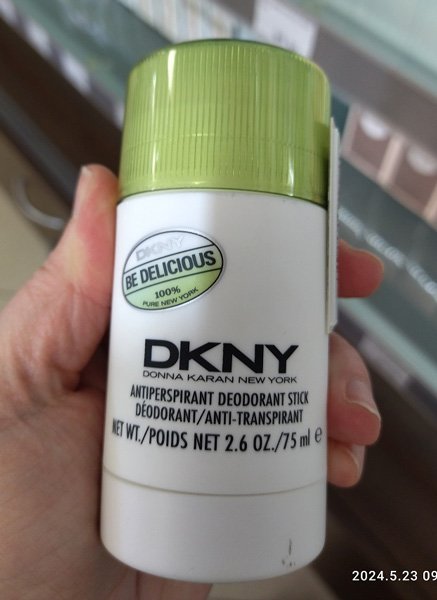 DKNY
BE DELICIOUS
100%
PURE NEW YORK
DKNY
DONNA KARAN NEW YORK
ANTIPERSPIRANT DEODORANT STICK
DÉODORANT/ANTI-TRANSPIRANT
NET WT./POIDS NET 2.6 OZ./75 ml ℮
2024.5.23 09